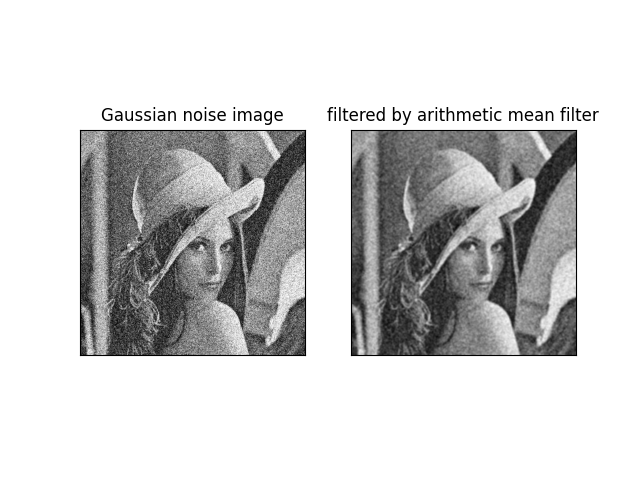 Gaussian noise image
filtered by arithmetic mean filter